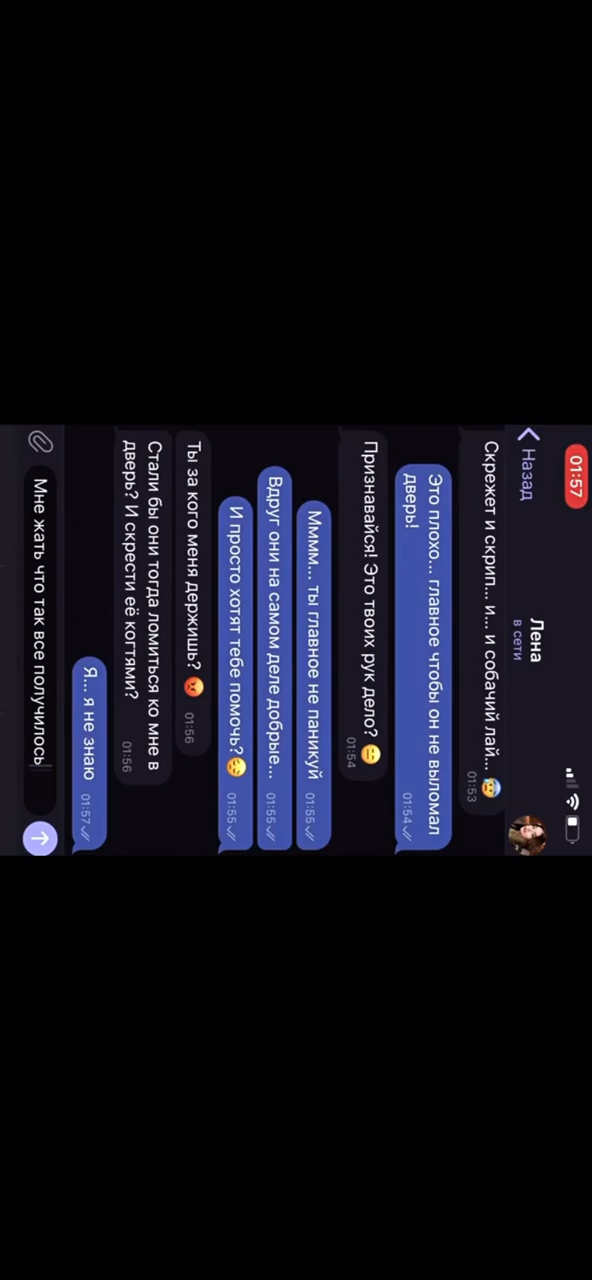 01:57
Назад
Лена
в сети
Скрежет и скрип... и... и собачий лай...😰
01:53
Это плохо... главное чтобы он не выломал
дверь!
01:54
Признавайся! Это твоих рук дело?😑
01:54
Мммм... ты главное не паникуй
01:55
Вдруг они на самом деле добрые...
01:55
И просто хотят тебе помочь?🥺
01:55
Ты за кого меня держишь?😡
01:56
Стали бы они тогда ломиться ко мне в
дверь? И скрести её когтями?
01:56
Я... я не знаю
01:57
Мне жать что так все получилось